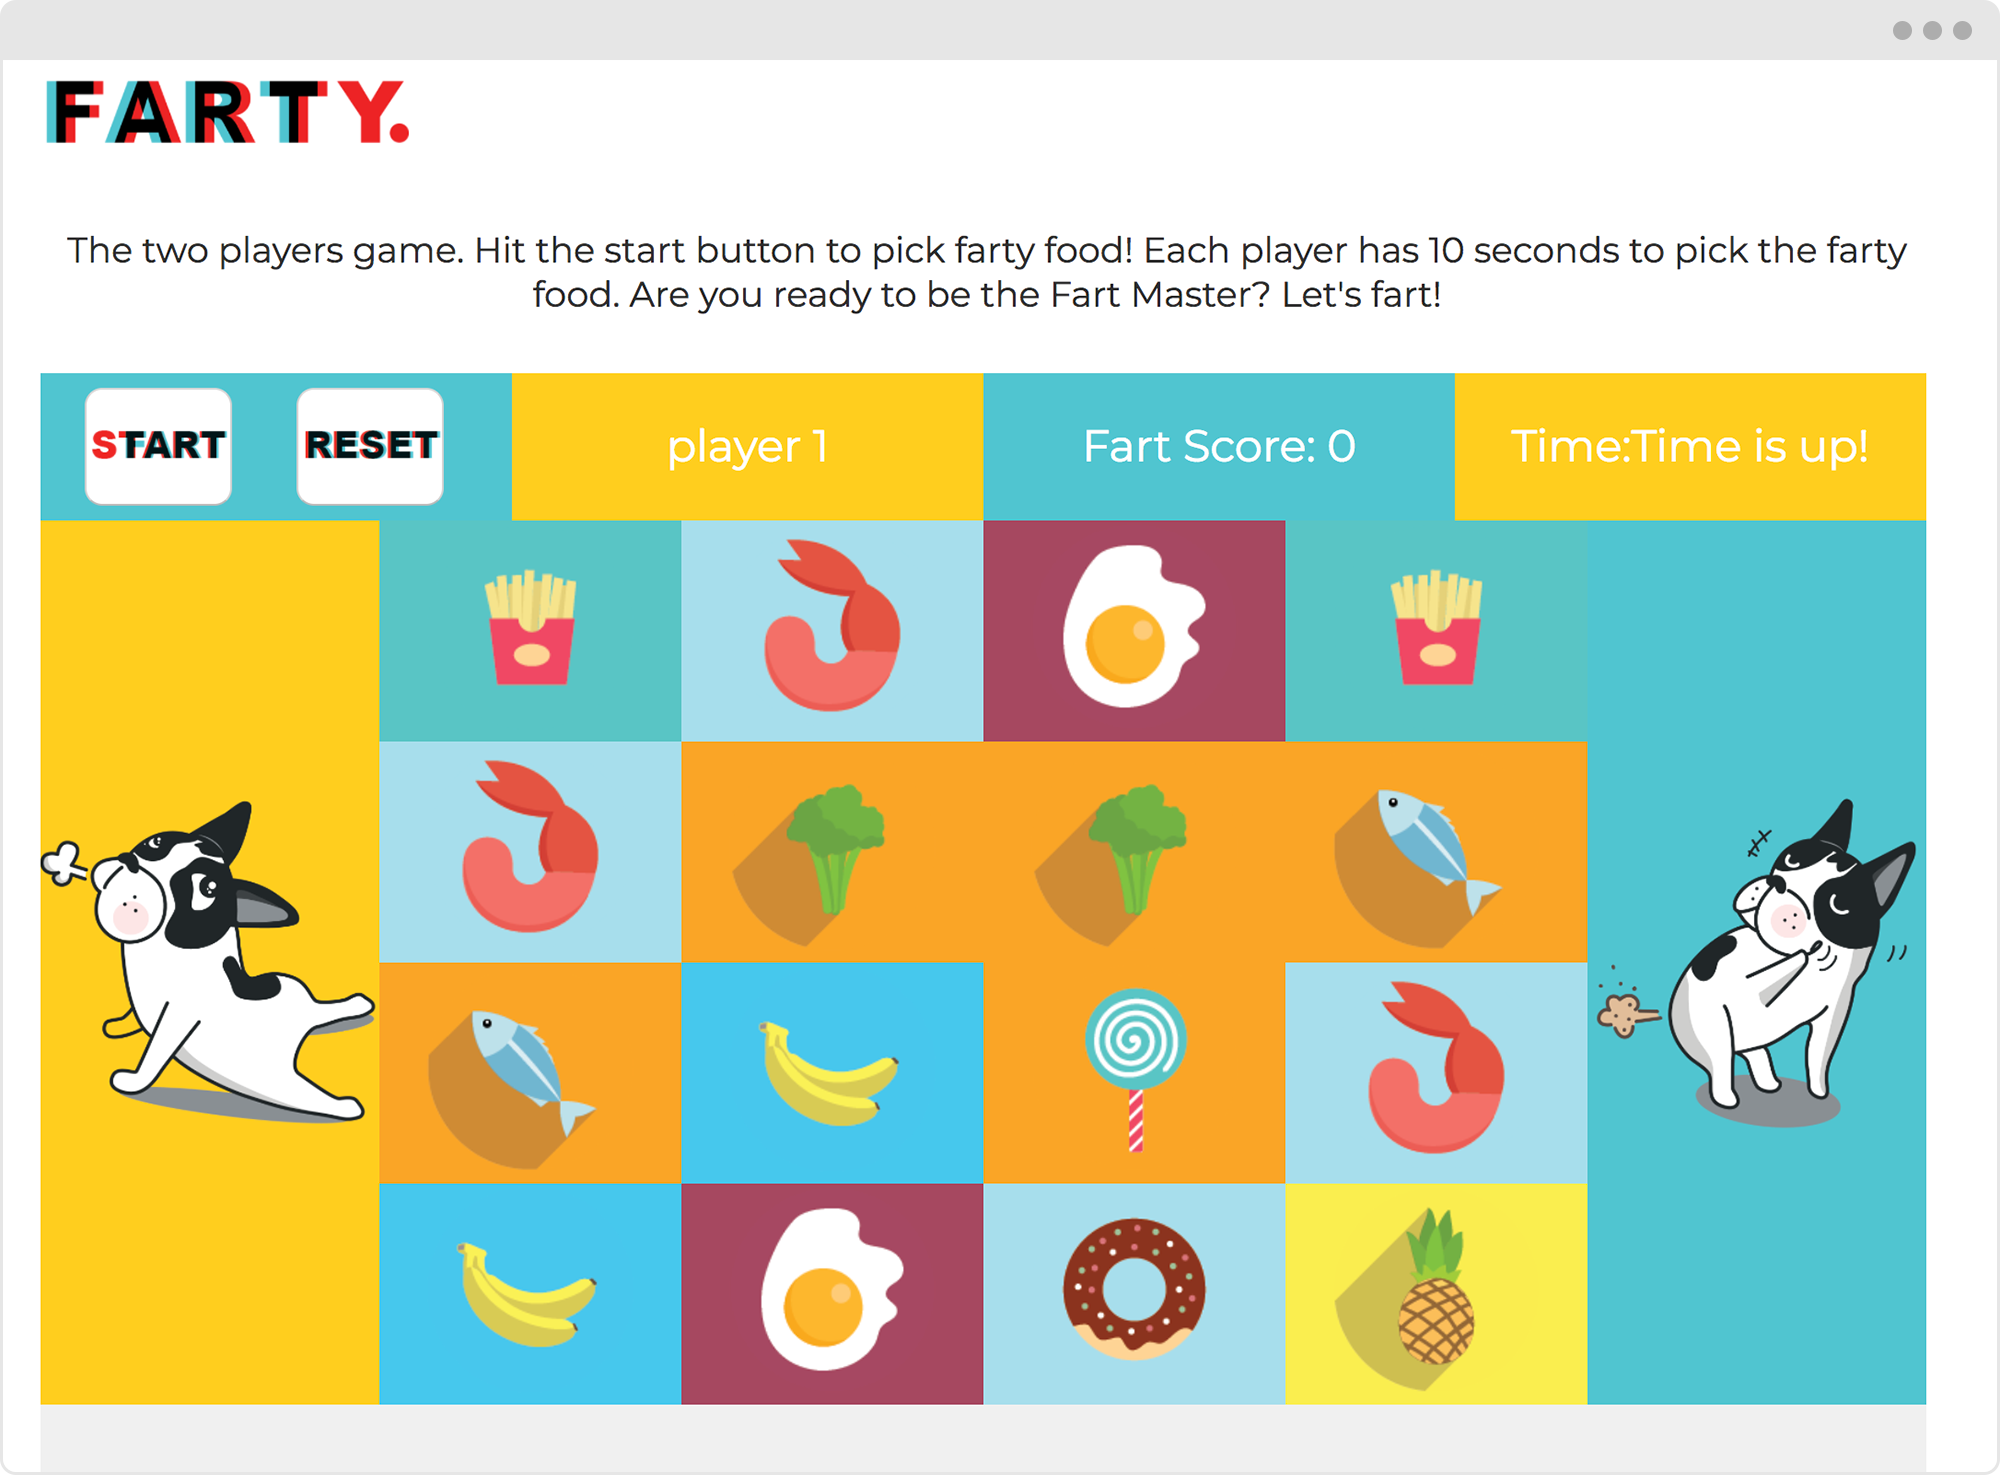 FARTY.
The two players game. Hit the start button to pick farty food! Each player has 10 seconds to pick the farty
food. Are you ready to be the Fart Master? Let's fart!
START RESET player 1 Fart Score: 0 Time:Time is up!